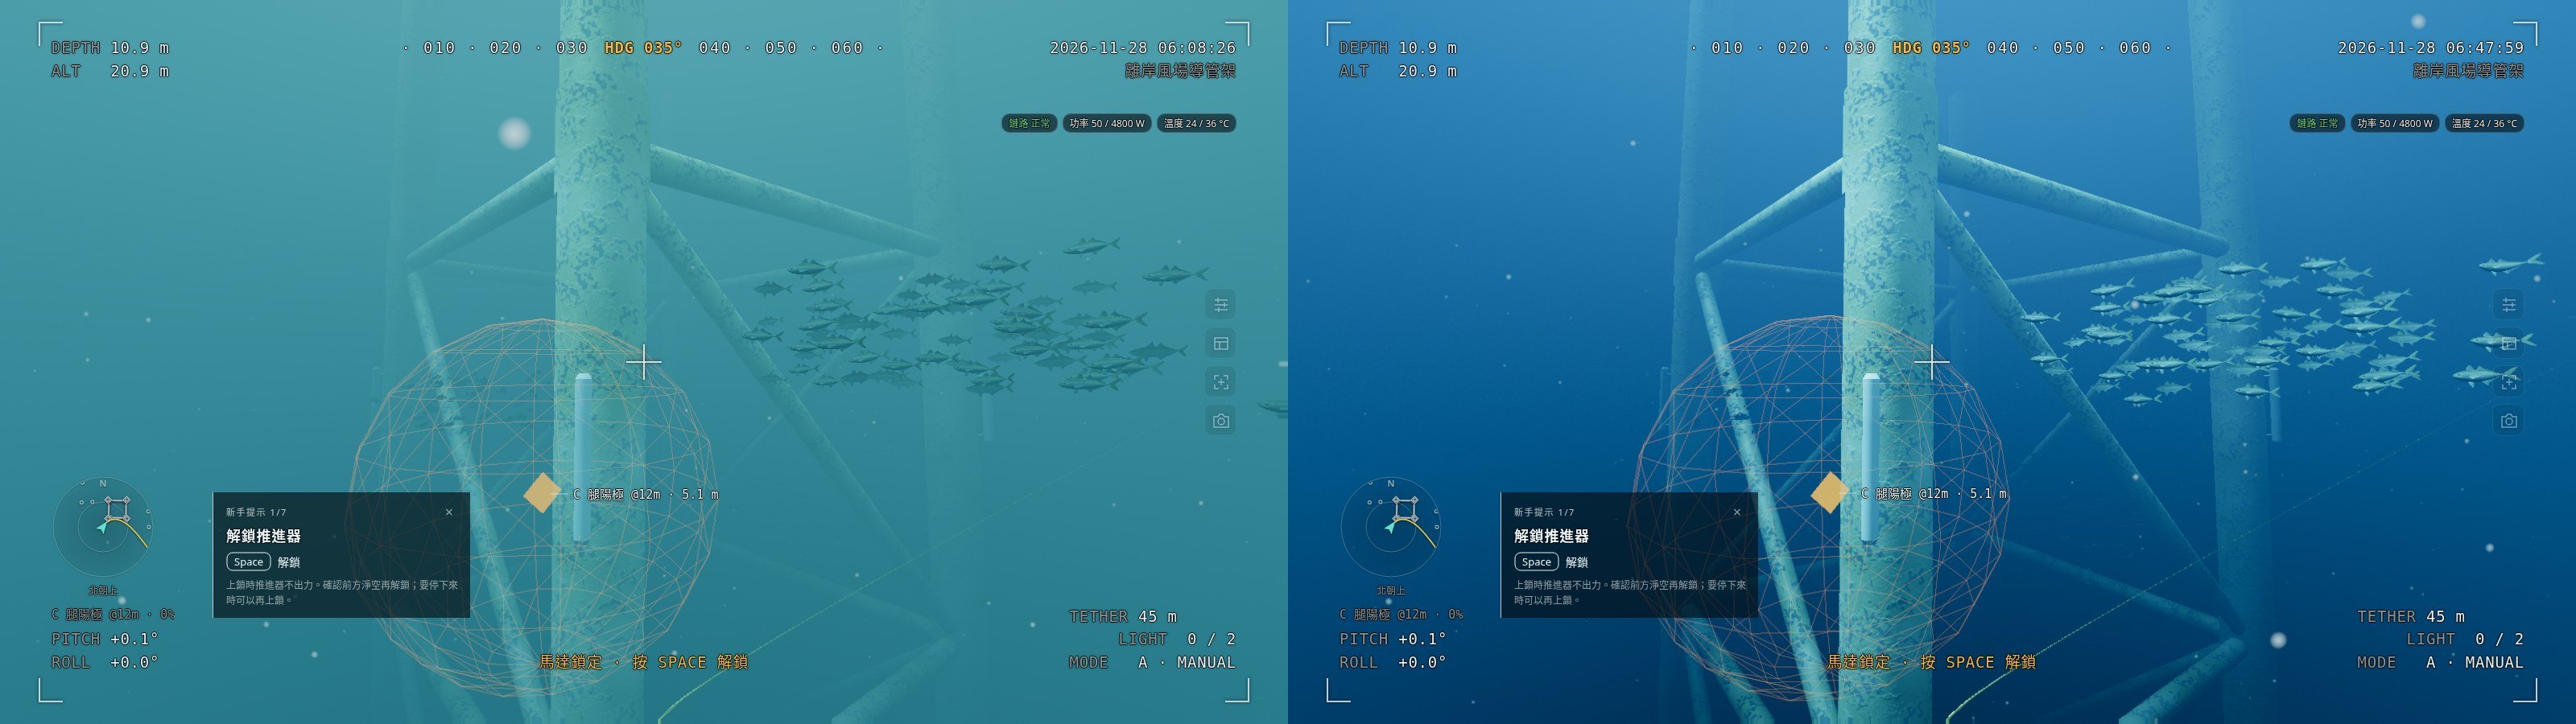 DEPTH 10.9 m
ALT 20.9 m
· 010 · 020 · 030 HDG 035° 040 · 050 · 060 ·
2026-11-28 06:08:26
離岸風場導管架
鏈路 正常 功率 50 / 4800 W 溫度 24 / 36 °C
C 腿陽極 @12m · 5.1 m
N
北朝上
新手提示 1/7 ×
解鎖推進器
Space 解鎖
上鎖時推進器不出力。確認前方淨空再解鎖；要停下來
時可以再上鎖。
C 腿陽極 @12m · 0%
PITCH +0.1°
ROLL +0.0°
馬達鎖定 · 按 SPACE 解鎖
TETHER 45 m
LIGHT 0 / 2
MODE A · MANUAL
DEPTH 10.9 m
ALT 20.9 m
· 010 · 020 · 030 HDG 035° 040 · 050 · 060 ·
2026-11-28 06:47:59
離岸風場導管架
鏈路 正常 功率 50 / 4800 W 溫度 24 / 36 °C
C 腿陽極 @12m · 5.1 m
N
北朝上
新手提示 1/7 ×
解鎖推進器
Space 解鎖
上鎖時推進器不出力。確認前方淨空再解鎖；要停下來
時可以再上鎖。
C 腿陽極 @12m · 0%
PITCH +0.1°
ROLL +0.0°
馬達鎖定 · 按 SPACE 解鎖
TETHER 45 m
LIGHT 0 / 2
MODE A · MANUAL